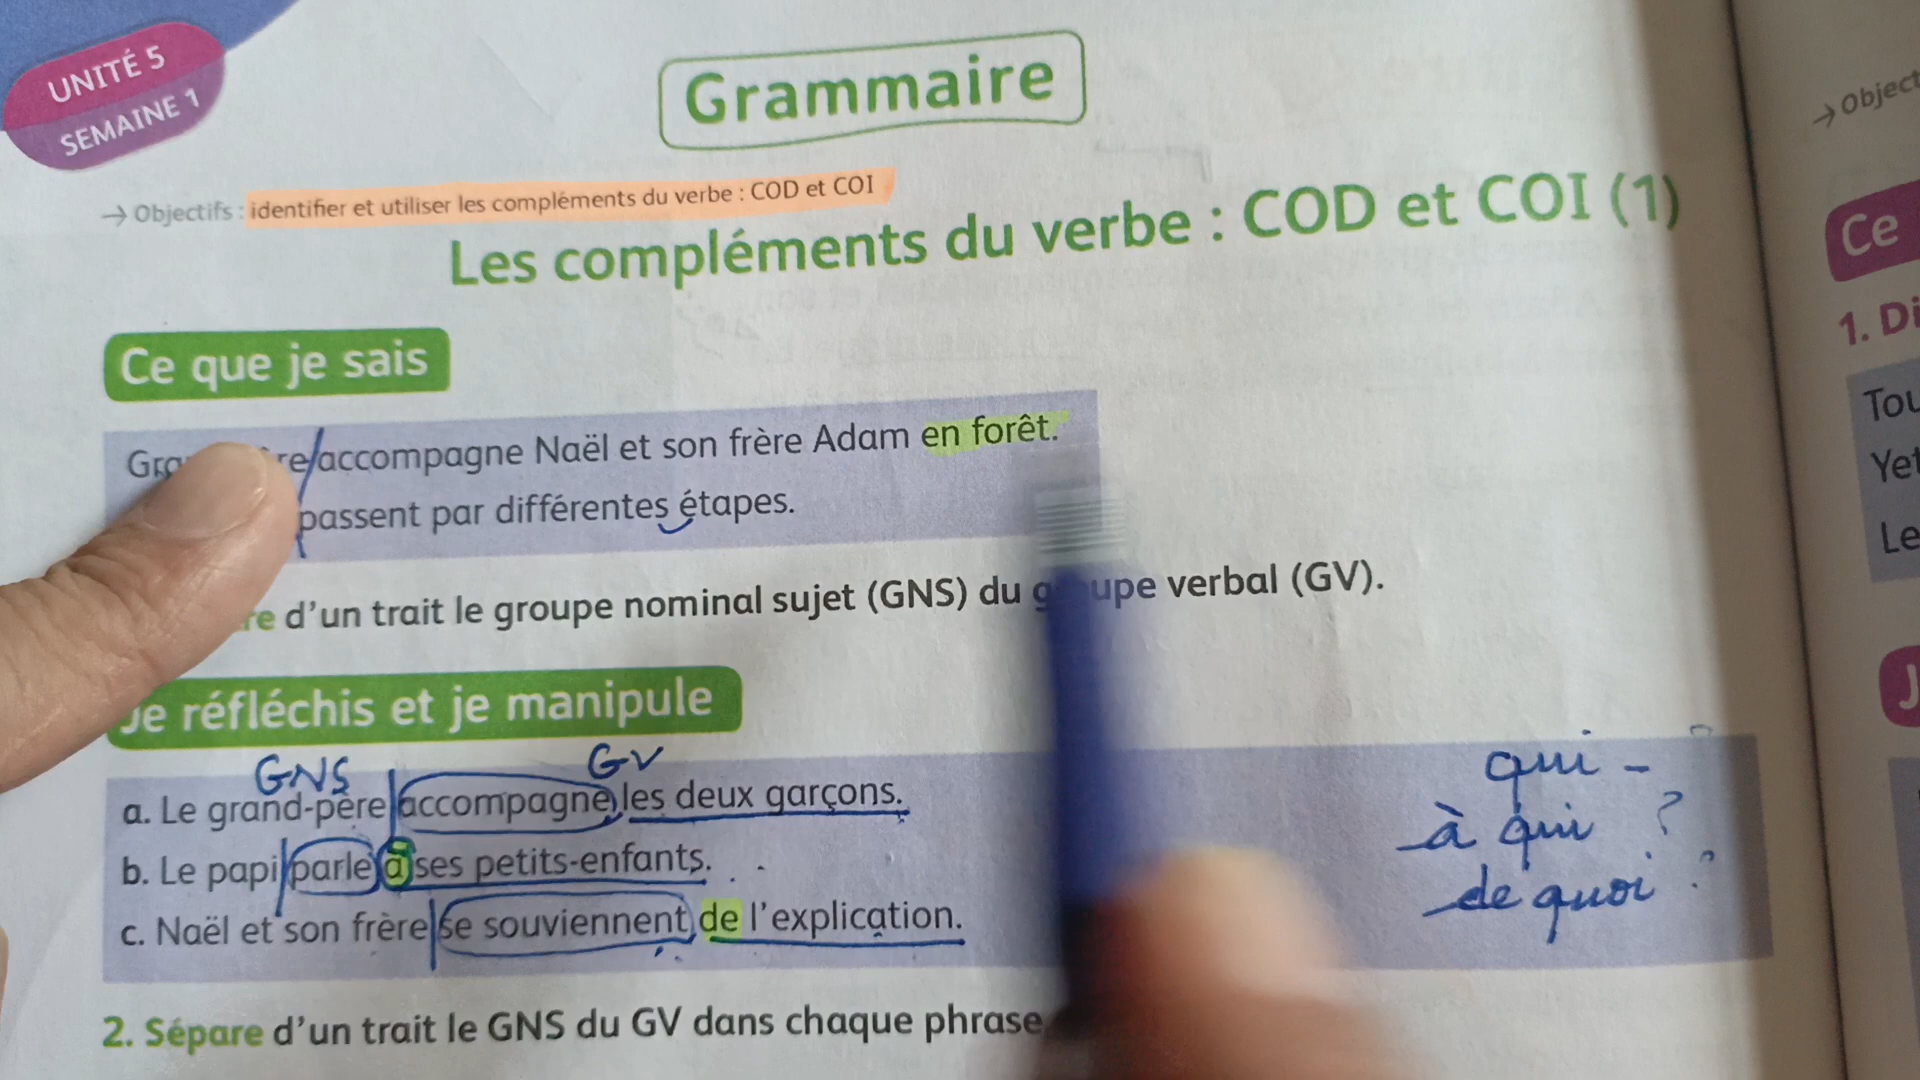 UNITÉ 5
SEMAINE 1
Grammaire
→ Objectifs : identifier et utiliser les compléments du verbe : COD et COI
Les compléments du verbe : COD et COI (1)
Ce que je sais
accompagne Naël et son frère Adam en forêt.
passent par différentes étapes.
d'un trait le groupe nominal sujet (GNS) du groupe verbal (GV).
Je réfléchis et je manipule
GNS GV
a. Le grand-père accompagne les deux garçons.
b. Le papi parle à ses petits-enfants.
c. Naël et son frère se souviennent de l'explication.
qui -
à qui ?
de quoi ?
2. Sépare d'un trait le GNS du GV dans chaque phrase
→ Object
Ce
1. Di
Tou
Yet
Le
J